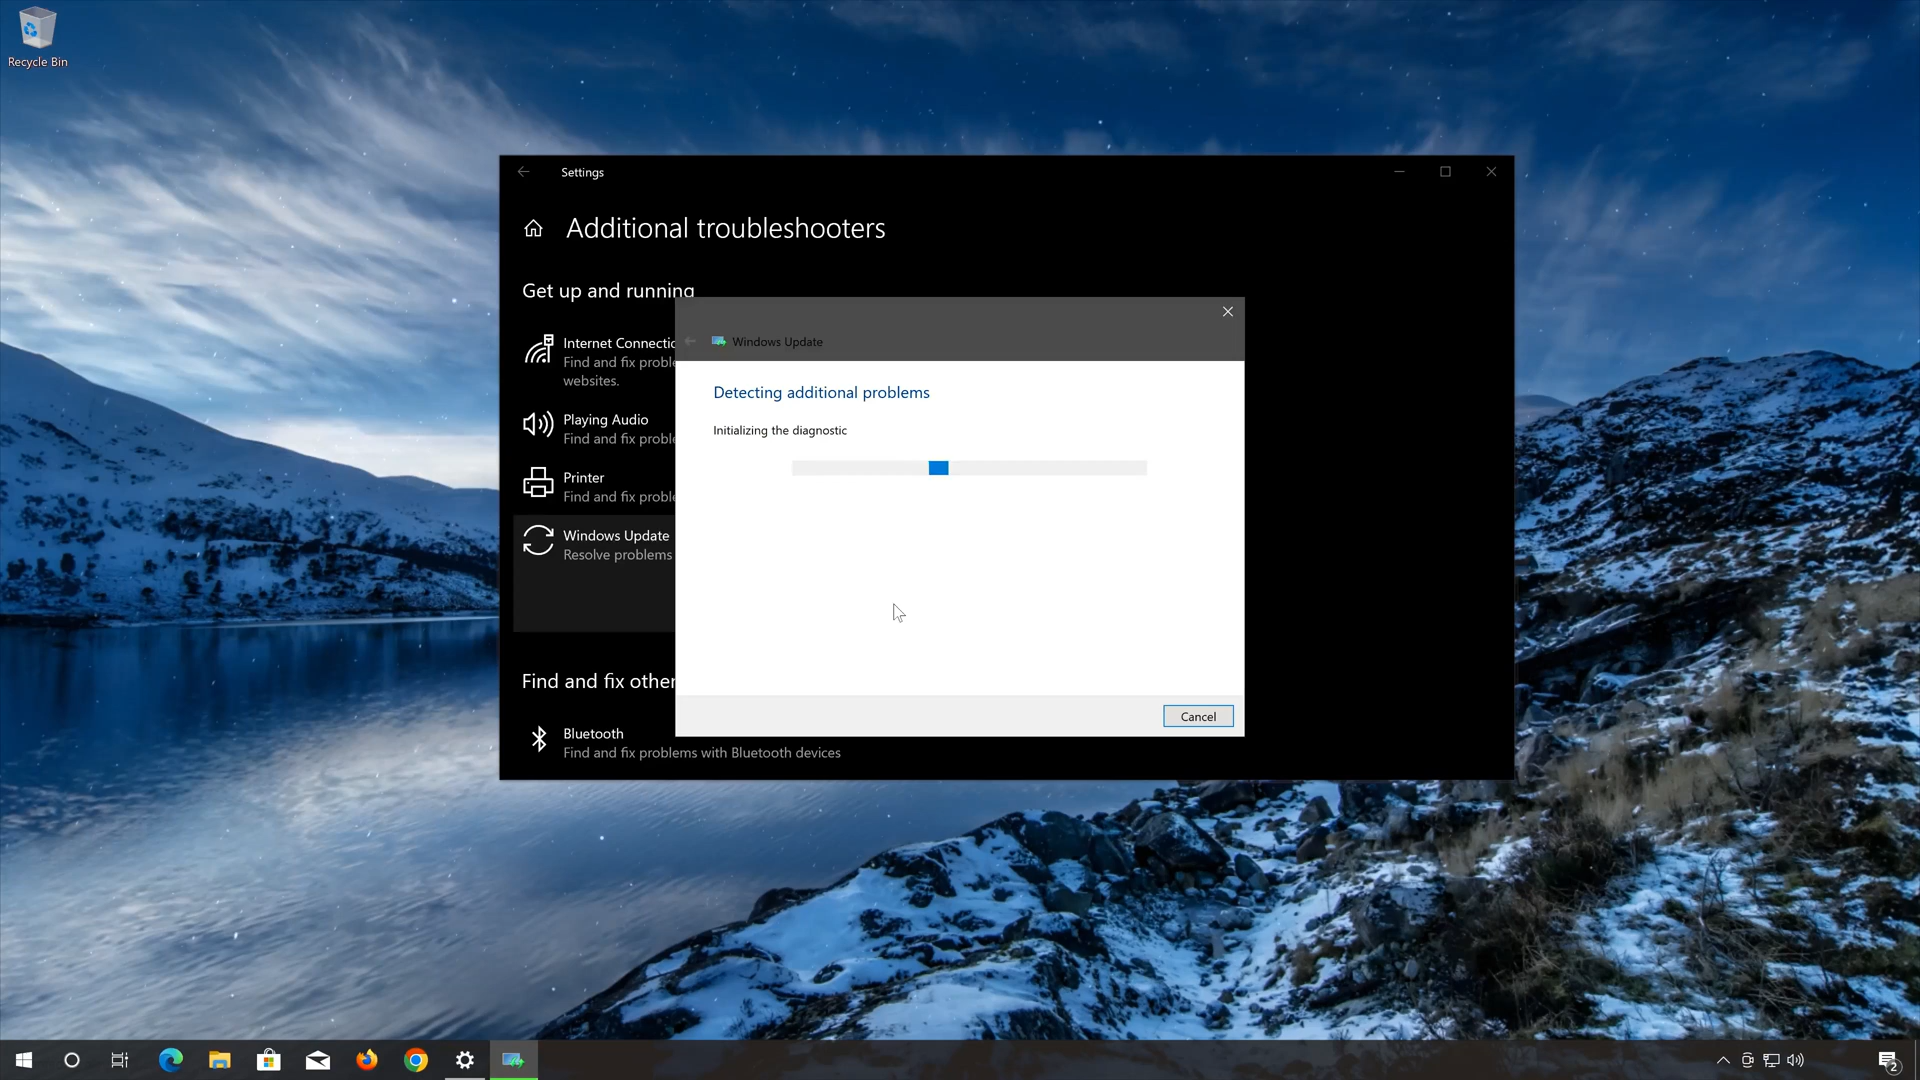 Recycle Bin
Settings
Additional troubleshooters
Get up and running
Internet Connectio
Find and fix proble
websites.
Playing Audio
Find and fix proble
Printer
Find and fix proble
Windows Update
Resolve problems
Find and fix other
Bluetooth
Find and fix problems with Bluetooth devices
Windows Update
Detecting additional problems
Initializing the diagnostic
Cancel
2